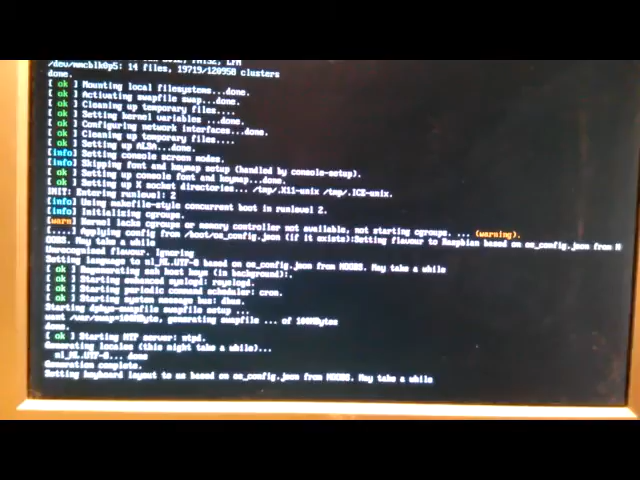 /dev/mmcblk0p5: 14 files, 19719/120958 clusters
done.
[ ok ] Mounting local filesystems...done.
[ ok ] Activating swapfile swap...done.
[ ok ] Cleaning up temporary files....
[ ok ] Setting kernel variables ...done.
[ ok ] Configuring network interfaces...done.
[ ok ] Cleaning up temporary files....
[ ok ] Setting up ALSA...done.
[info] Setting console screen modes.
[info] Skipping font and keymap setup (handled by console-setup).
[ ok ] Setting up console font and keymap...done.
[ ok ] Setting up X socket directories... /tmp/.X11-unix /tmp/.ICE-unix.
INIT: Entering runlevel: 2
[info] Using makefile-style concurrent boot in runlevel 2.
[info] Initializing cgroups.
[warn] Kernel lacks cgroups or memory controller not available, not starting cgroups. ... (warning).
[....] Applying config from /boot/os_config.json (if it exists):Setting flavour to Raspbian based on os_config.json from N
OOBS. May take a while
Unrecognised flavour. Ignoring
Setting language to nl_NL.UTF-8 based on os_config.json from NOOBS. May take a while
[ ok ] Regenerating ssh host keys (in background):.
[ ok ] Starting enhanced syslogd: rsyslogd.
[ ok ] Starting periodic command scheduler: cron.
[ ok ] Starting system message bus: dbus.
Starting dphys-swapfile swapfile setup ...
want /var/swap=100MByte, generating swapfile ... of 100MBytes
done.
[ ok ] Starting NTP server: ntpd.
Generating locales (this might take a while)...
nl_NL.UTF-8... done
Generation complete.
Setting keyboard layout to us based on os_config.json from NOOBS. May take a while